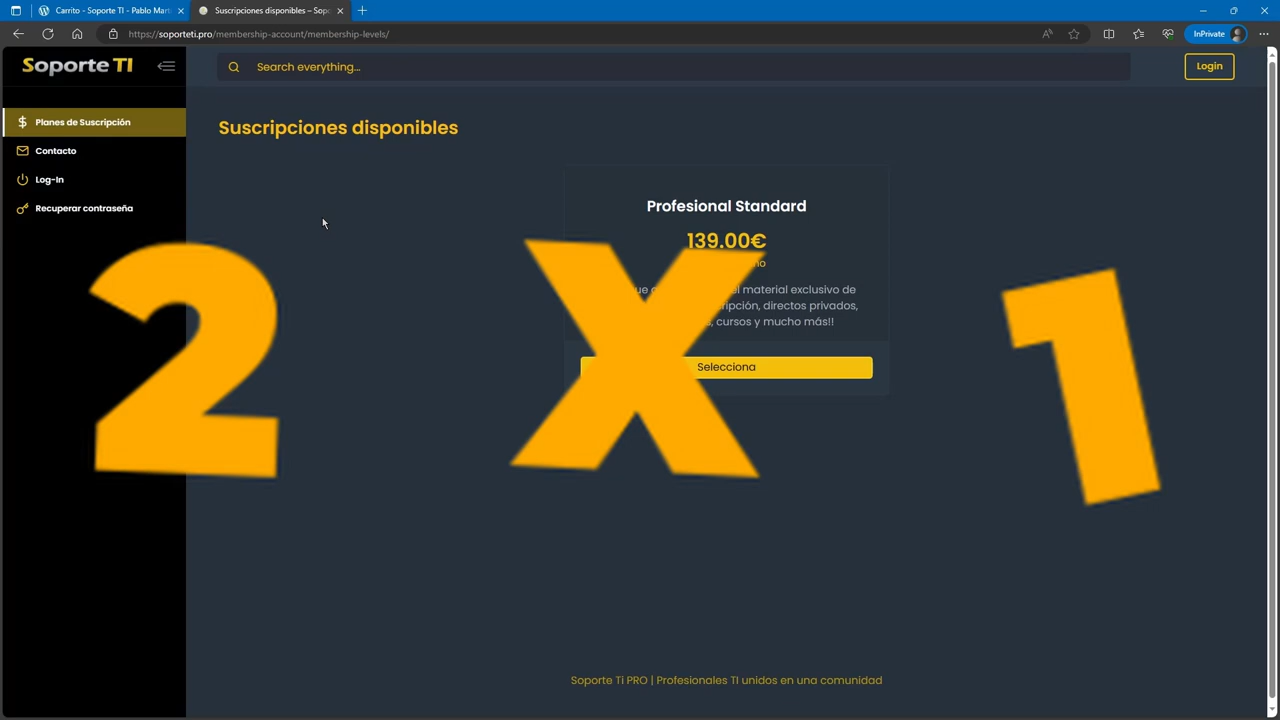 Carrito - Soporte TI - Pablo Mart
Suscripciones disponibles – Sopo
https://soporteti.pro/membership-account/membership-levels/
InPrivate
Soporte TI
Search everything...
Login
Planes de Suscripción
Contacto
Log-In
Recuperar contraseña
Suscripciones disponibles
Profesional Standard
139.00€
el material exclusivo de
directos privados,
cursos y mucho más!!
Selecciona
2 X 1
Soporte Ti PRO | Profesionales TI unidos en una comunidad